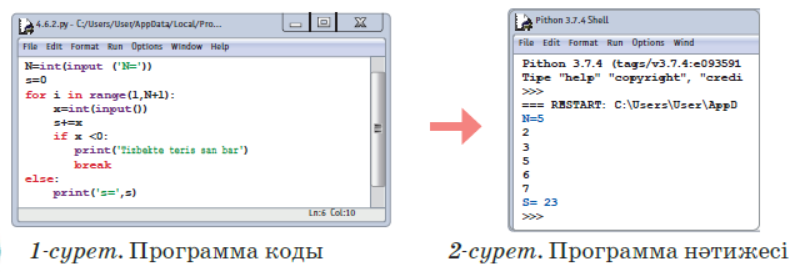 4.6.2.py - C:/Users/User/AppData/Local/Pro...
File Edit Format Run Options Window Help
N=int(input ('N='))
s=0
for i in range(1,N+1):
x=int(input())
s+=x
if x <0:
print('Tizbekte teris san bar')
break
else:
print('s=',s)
Ln:6 Col:10
1-сурет. Программа коды
Pithon 3.7.4 Shell
File Edit Format Run Options Wind
Pithon 3.7.4 (tags/v3.7.4:e093591
Tipe "help" "copyright", "credi
>>>
=== RESTART: C:\Users\User\AppD
N=5
2
3
5
6
7
S= 23
>>>
2-сурет. Программа нәтижесі